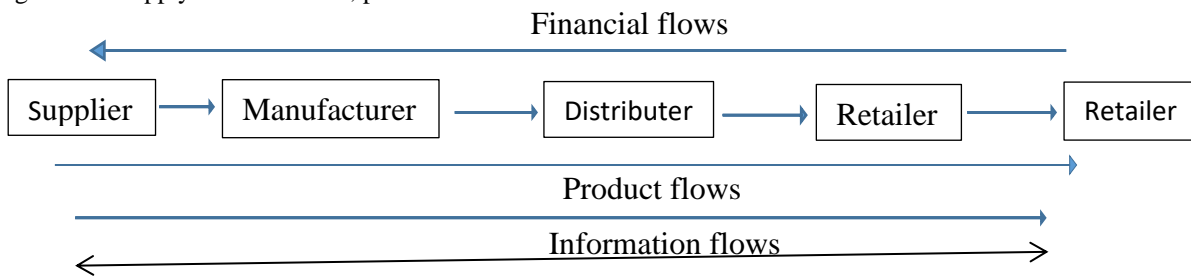 Financial flows
Supplier Manufacturer Distributer Retailer Retailer
Product flows
Information flows